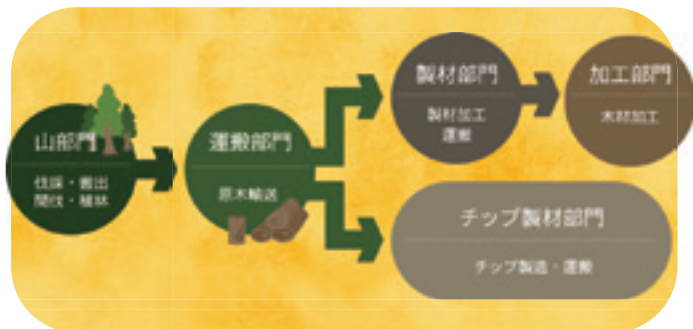 山部門
伐採・搬出
間伐・植林
運搬部門
原木輸送
製材部門
製材加工
運搬
加工部門
木材加工
チップ製材部門
チップ製造・運搬